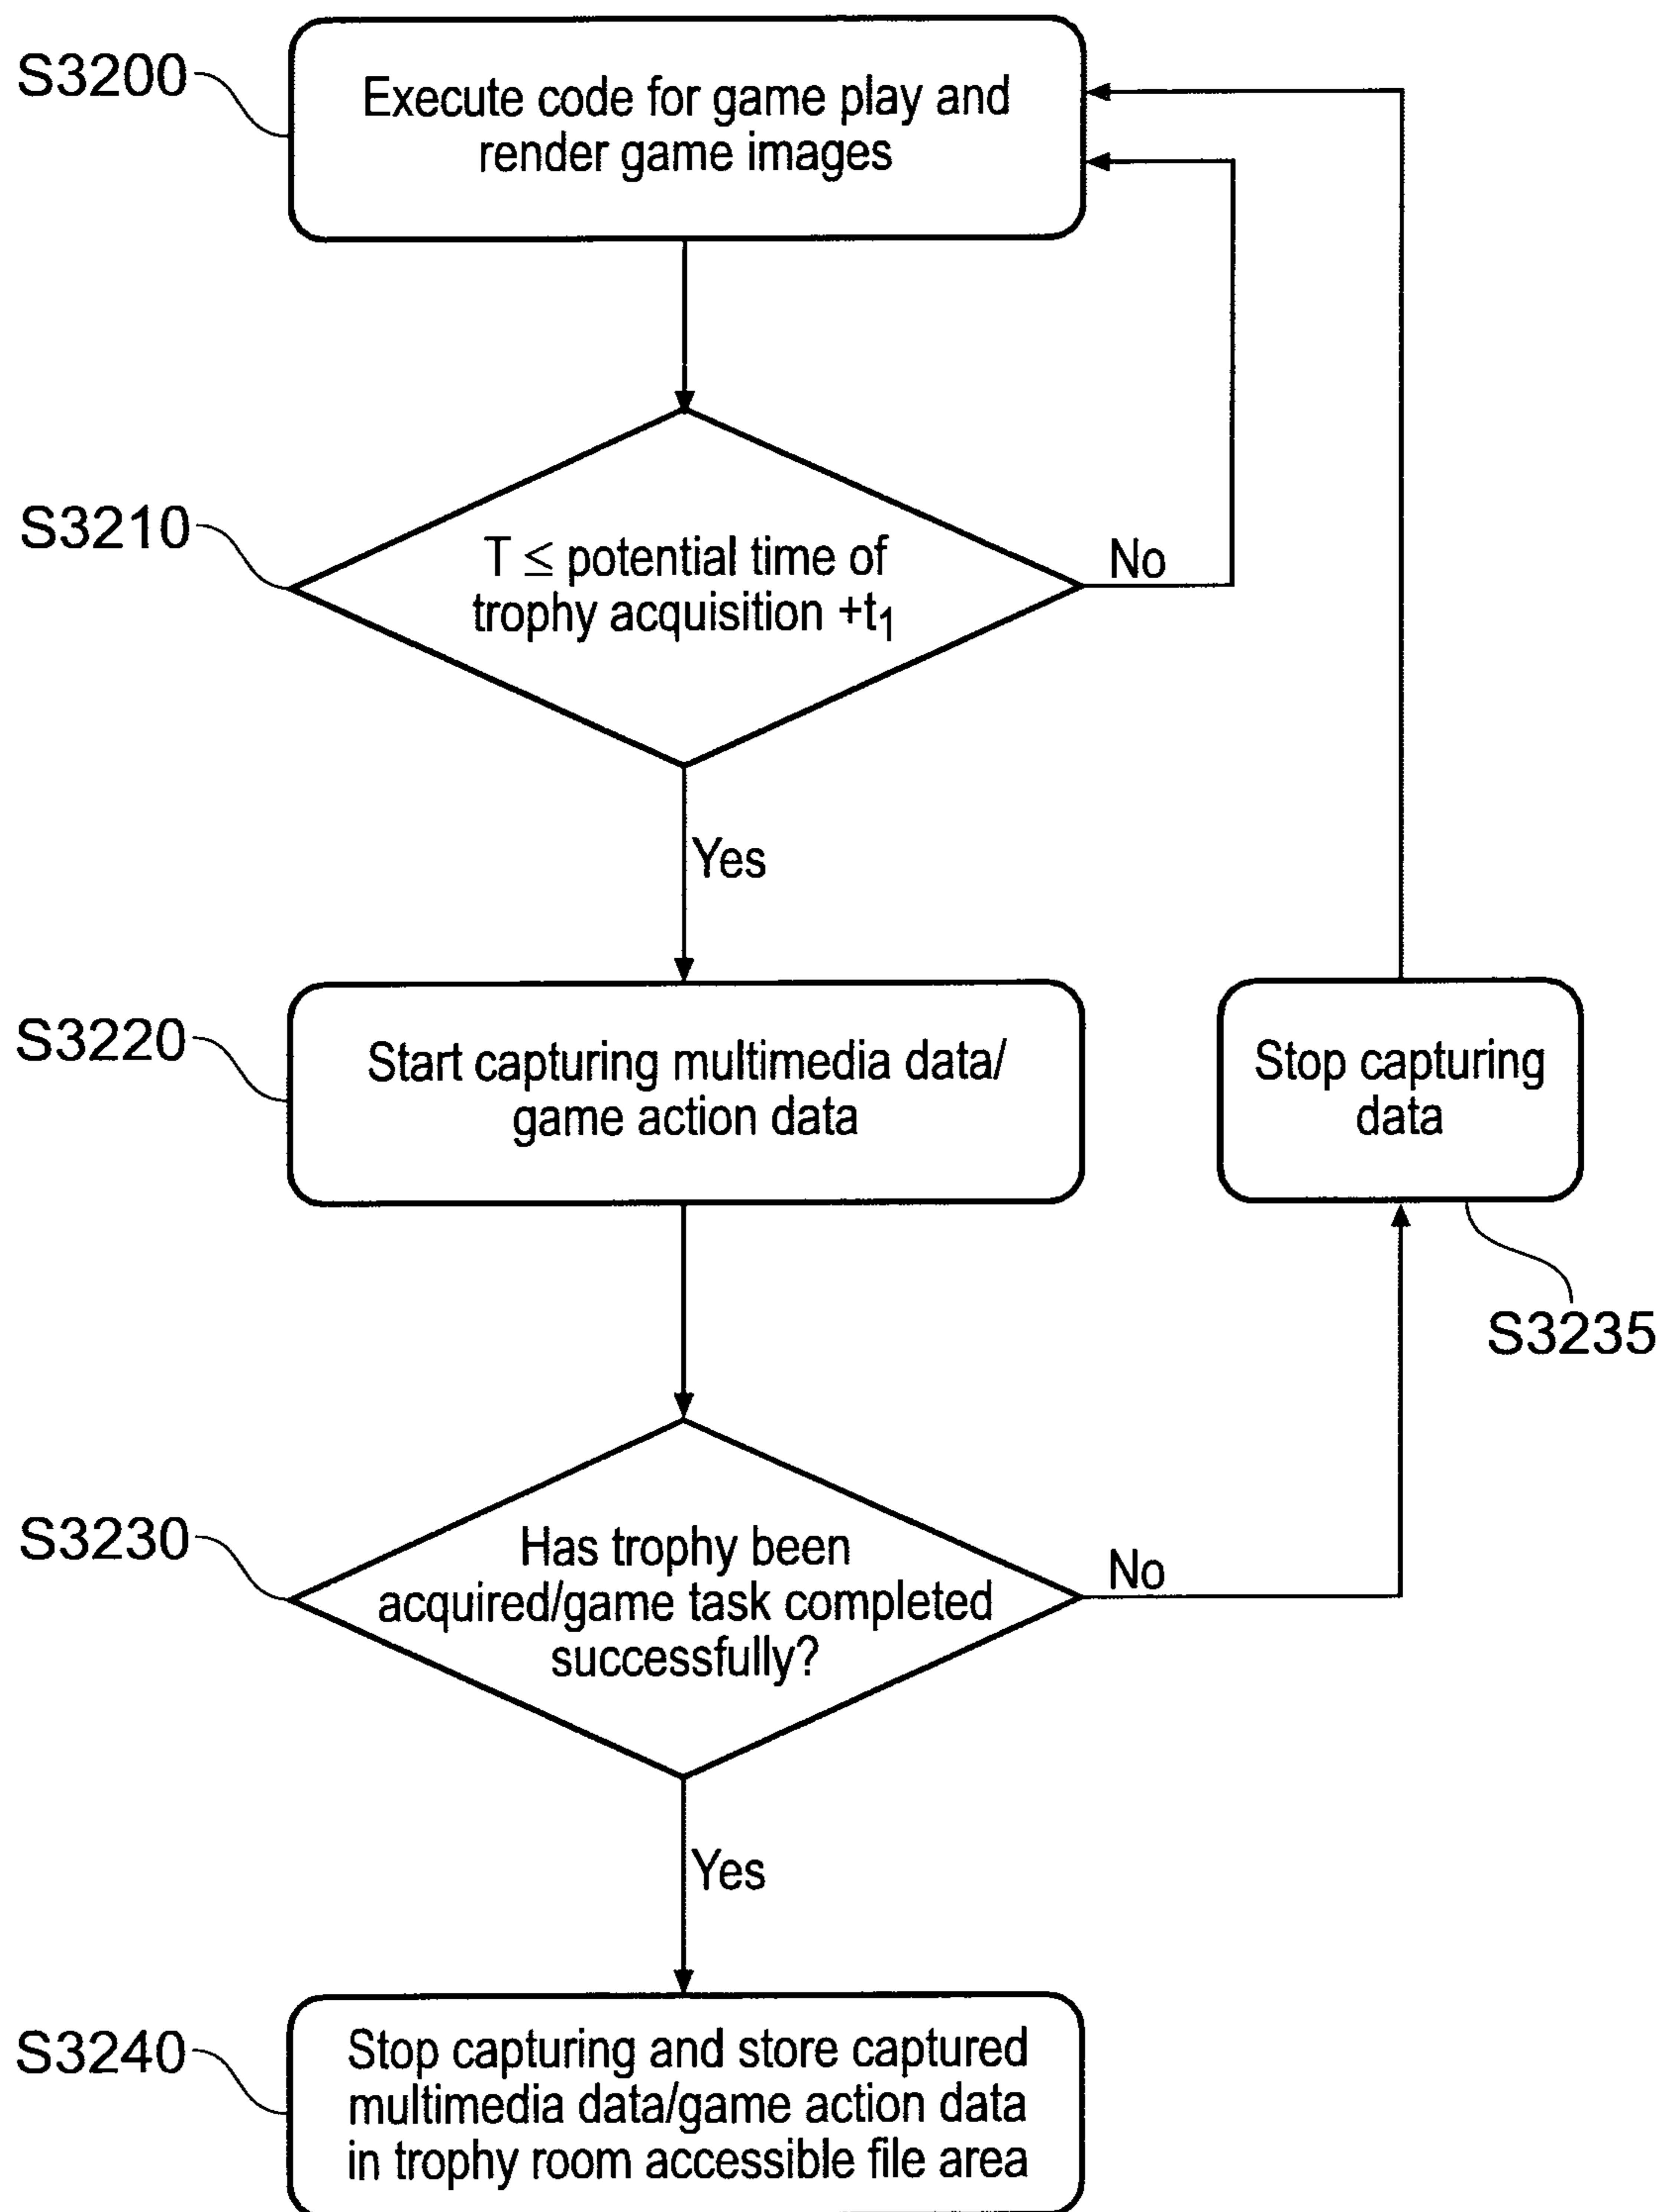 S3200
Execute code for game play and
render game images
S3210
T ≤ potential time of
trophy acquisition +t₁
No
Yes
S3220
Start capturing multimedia data/
game action data
Stop capturing
data
S3235
S3230
Has trophy been
acquired/game task completed
successfully?
No
Yes
S3240
Stop capturing and store captured
multimedia data/game action data
in trophy room accessible file area